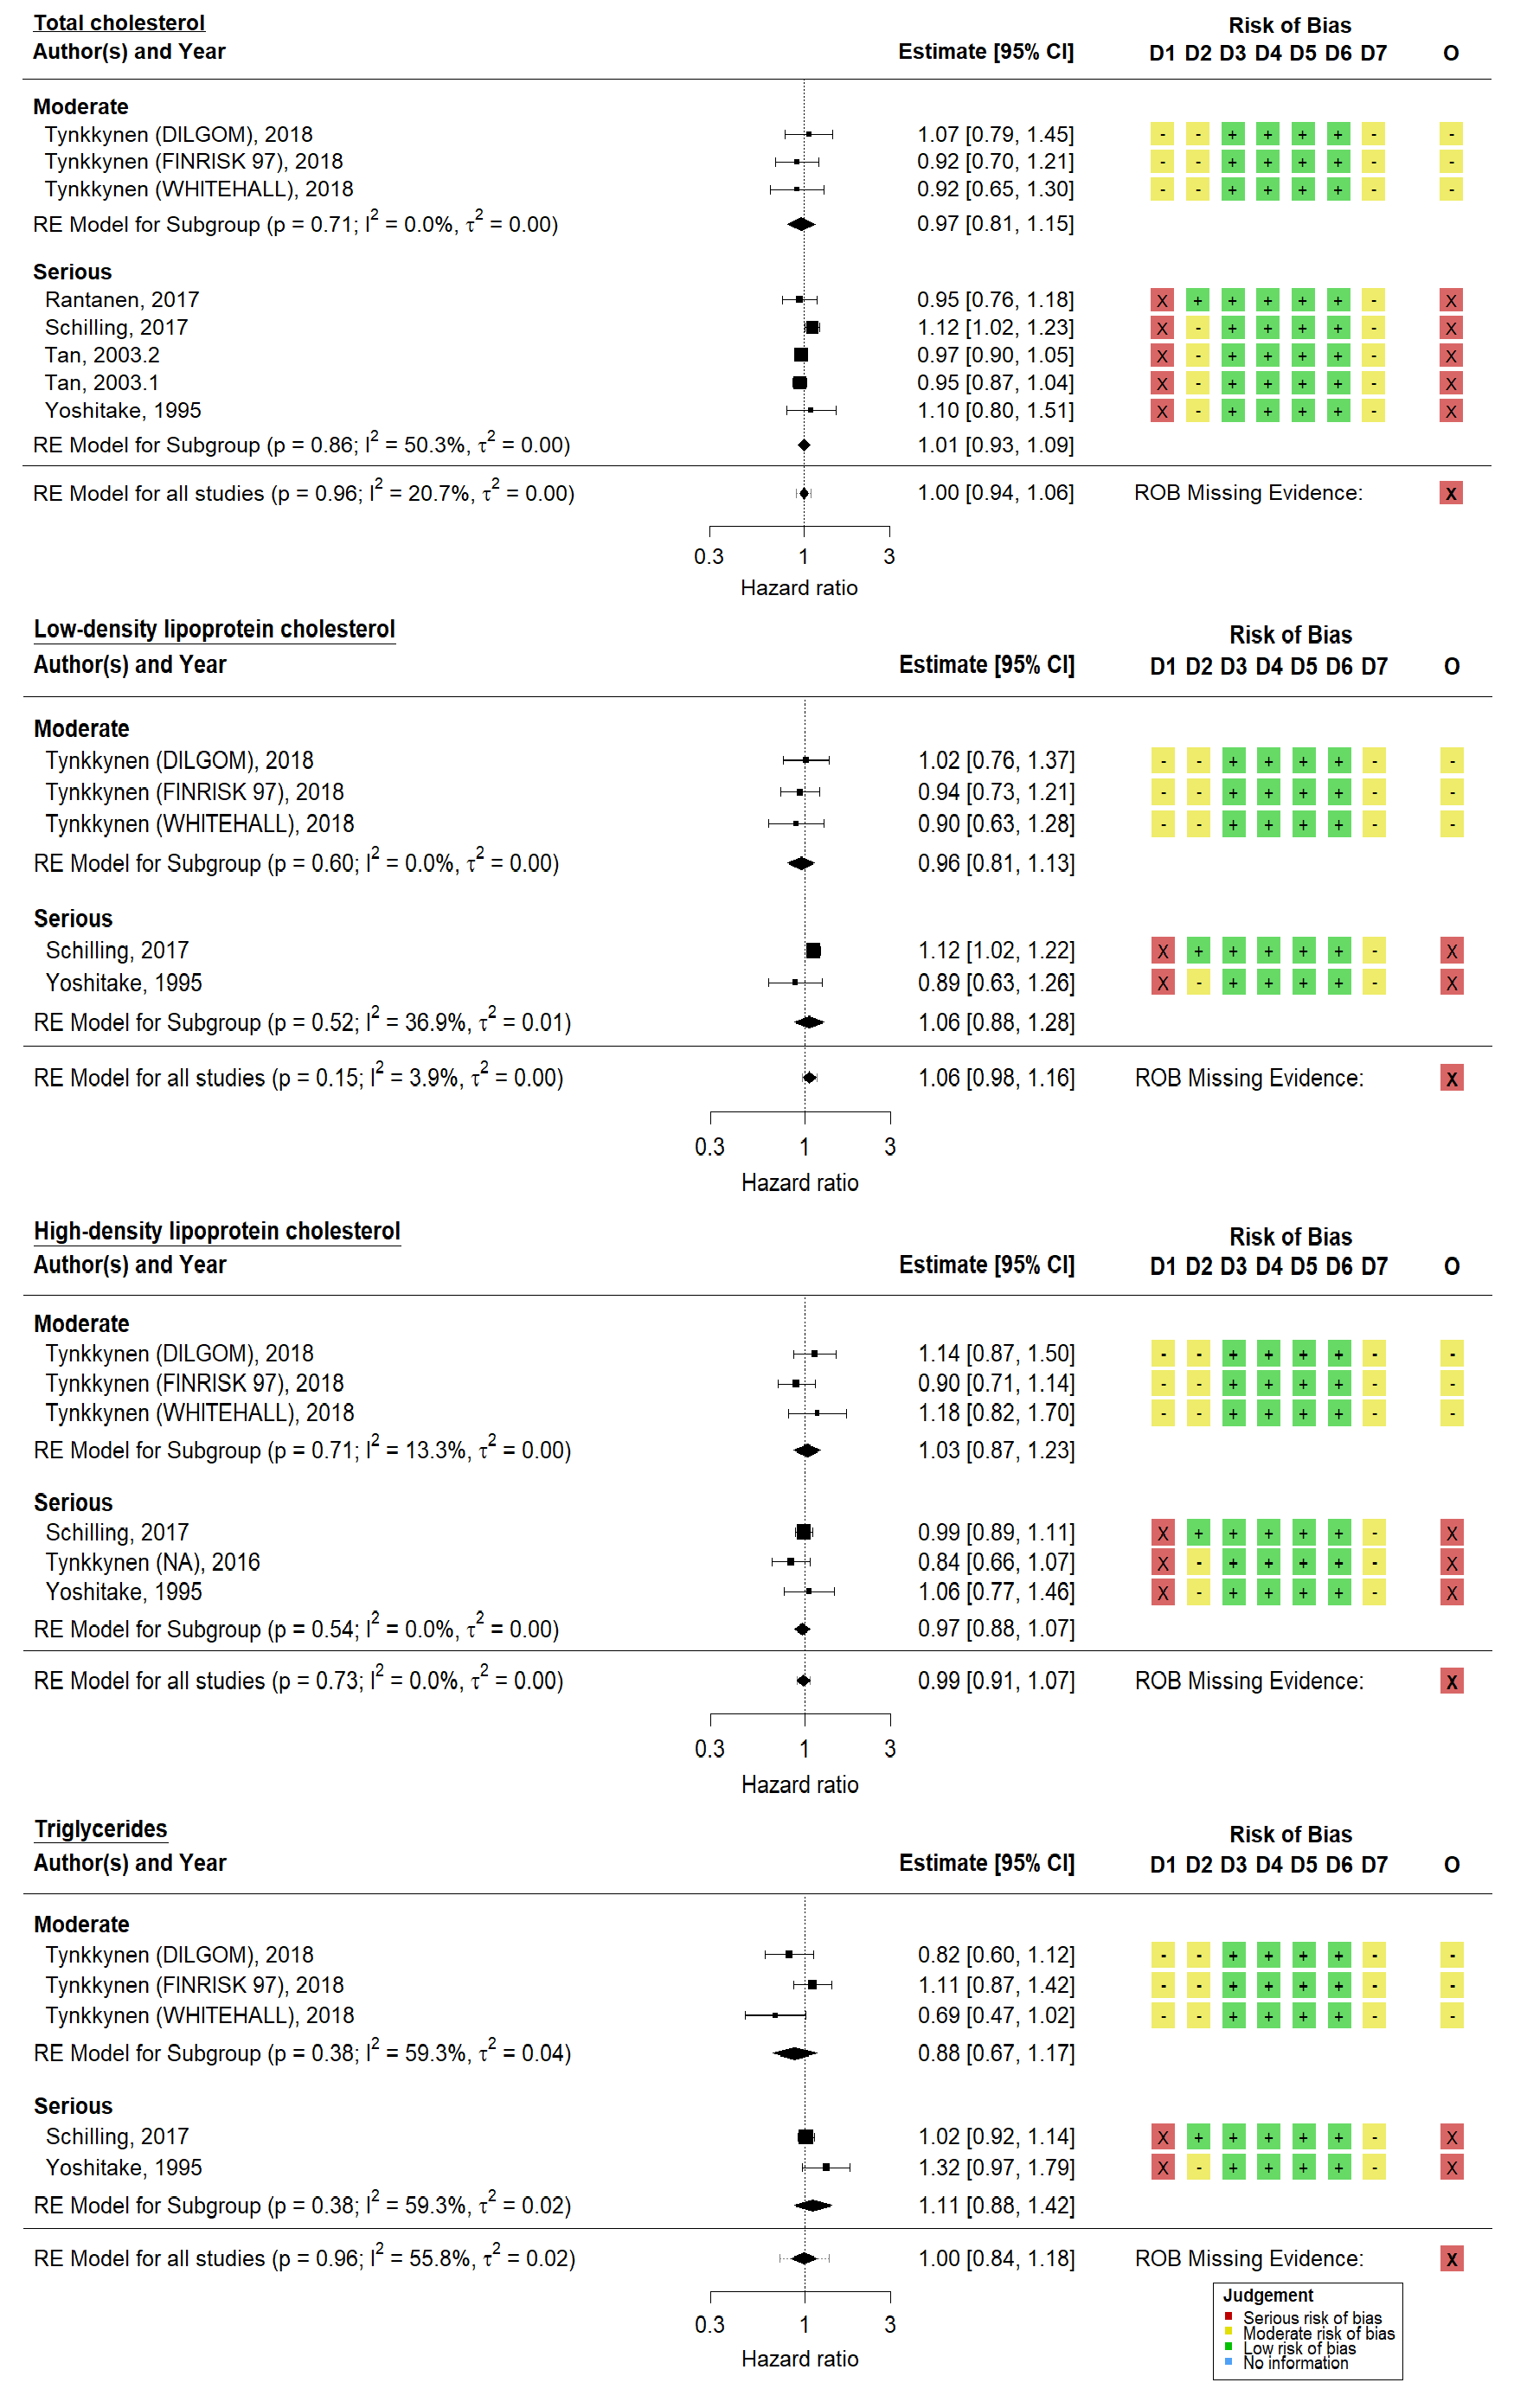 Total cholesterol
Risk of Bias
Author(s) and Year Estimate [95% CI] D1 D2 D3 D4 D5 D6 D7 O
Moderate
Tynkkynen (DILGOM), 2018 1.07 [0.79, 1.45] - - + + + + - -
Tynkkynen (FINRISK 97), 2018 0.92 [0.70, 1.21] - - + + + + - -
Tynkkynen (WHITEHALL), 2018 0.92 [0.65, 1.30] - - + + + + - -
RE Model for Subgroup (p = 0.71; I² = 0.0%, τ² = 0.00) 0.97 [0.81, 1.15]
Serious
Rantanen, 2017 0.95 [0.76, 1.18] X + + + + + - X
Schilling, 2017 1.12 [1.02, 1.23] X - + + + + - X
Tan, 2003.2 0.97 [0.90, 1.05] X - + + + + - X
Tan, 2003.1 0.95 [0.87, 1.04] X - + + + + - X
Yoshitake, 1995 1.10 [0.80, 1.51] X - + + + + - X
RE Model for Subgroup (p = 0.86; I² = 50.3%, τ² = 0.00) 1.01 [0.93, 1.09]
RE Model for all studies (p = 0.96; I² = 20.7%, τ² = 0.00) 1.00 [0.94, 1.06] ROB Missing Evidence: X
0.3 1 3
Hazard ratio
Low-density lipoprotein cholesterol
Risk of Bias
Author(s) and Year Estimate [95% CI] D1 D2 D3 D4 D5 D6 D7 O
Moderate
Tynkkynen (DILGOM), 2018 1.02 [0.76, 1.37] - - + + + + - -
Tynkkynen (FINRISK 97), 2018 0.94 [0.73, 1.21] - - + + + + - -
Tynkkynen (WHITEHALL), 2018 0.90 [0.63, 1.28] - - + + + + - -
RE Model for Subgroup (p = 0.60; I² = 0.0%, τ² = 0.00) 0.96 [0.81, 1.13]
Serious
Schilling, 2017 1.12 [1.02, 1.22] X + + + + + - X
Yoshitake, 1995 0.89 [0.63, 1.26] X - + + + + - X
RE Model for Subgroup (p = 0.52; I² = 36.9%, τ² = 0.01) 1.06 [0.88, 1.28]
RE Model for all studies (p = 0.15; I² = 3.9%, τ² = 0.00) 1.06 [0.98, 1.16] ROB Missing Evidence: X
0.3 1 3
Hazard ratio
High-density lipoprotein cholesterol
Risk of Bias
Author(s) and Year Estimate [95% CI] D1 D2 D3 D4 D5 D6 D7 O
Moderate
Tynkkynen (DILGOM), 2018 1.14 [0.87, 1.50] - - + + + + - -
Tynkkynen (FINRISK 97), 2018 0.90 [0.71, 1.14] - - + + + + - -
Tynkkynen (WHITEHALL), 2018 1.18 [0.82, 1.70] - - + + + + - -
RE Model for Subgroup (p = 0.71; I² = 13.3%, τ² = 0.00) 1.03 [0.87, 1.23]
Serious
Schilling, 2017 0.99 [0.89, 1.11] X + + + + + - X
Tynkkynen (NA), 2016 0.84 [0.66, 1.07] X - + + + + - X
Yoshitake, 1995 1.06 [0.77, 1.46] X - + + + + - X
RE Model for Subgroup (p = 0.54; I² = 0.0%, τ² = 0.00) 0.97 [0.88, 1.07]
RE Model for all studies (p = 0.73; I² = 0.0%, τ² = 0.00) 0.99 [0.91, 1.07] ROB Missing Evidence: X
0.3 1 3
Hazard ratio
Triglycerides
Risk of Bias
Author(s) and Year Estimate [95% CI] D1 D2 D3 D4 D5 D6 D7 O
Moderate
Tynkkynen (DILGOM), 2018 0.82 [0.60, 1.12] - - + + + + - -
Tynkkynen (FINRISK 97), 2018 1.11 [0.87, 1.42] - - + + + + - -
Tynkkynen (WHITEHALL), 2018 0.69 [0.47, 1.02] - - + + + + - -
RE Model for Subgroup (p = 0.38; I² = 59.3%, τ² = 0.04) 0.88 [0.67, 1.17]
Serious
Schilling, 2017 1.02 [0.92, 1.14] X + + + + + - X
Yoshitake, 1995 1.32 [0.97, 1.79] X - + + + + - X
RE Model for Subgroup (p = 0.38; I² = 59.3%, τ² = 0.02) 1.11 [0.88, 1.42]
RE Model for all studies (p = 0.96; I² = 55.8%, τ² = 0.02) 1.00 [0.84, 1.18] ROB Missing Evidence: X
0.3 1 3
Hazard ratio
Judgement
Serious risk of bias
Moderate risk of bias
Low risk of bias
No information